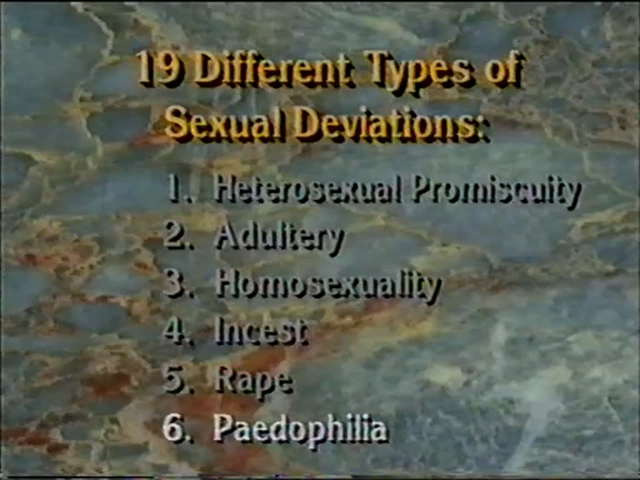 19 Different Types of
Sexual Deviations:
1. Heterosexual Promiscuity
2. Adultery
3. Homosexuality
4. Incest
5. Rape
6. Paedophilia